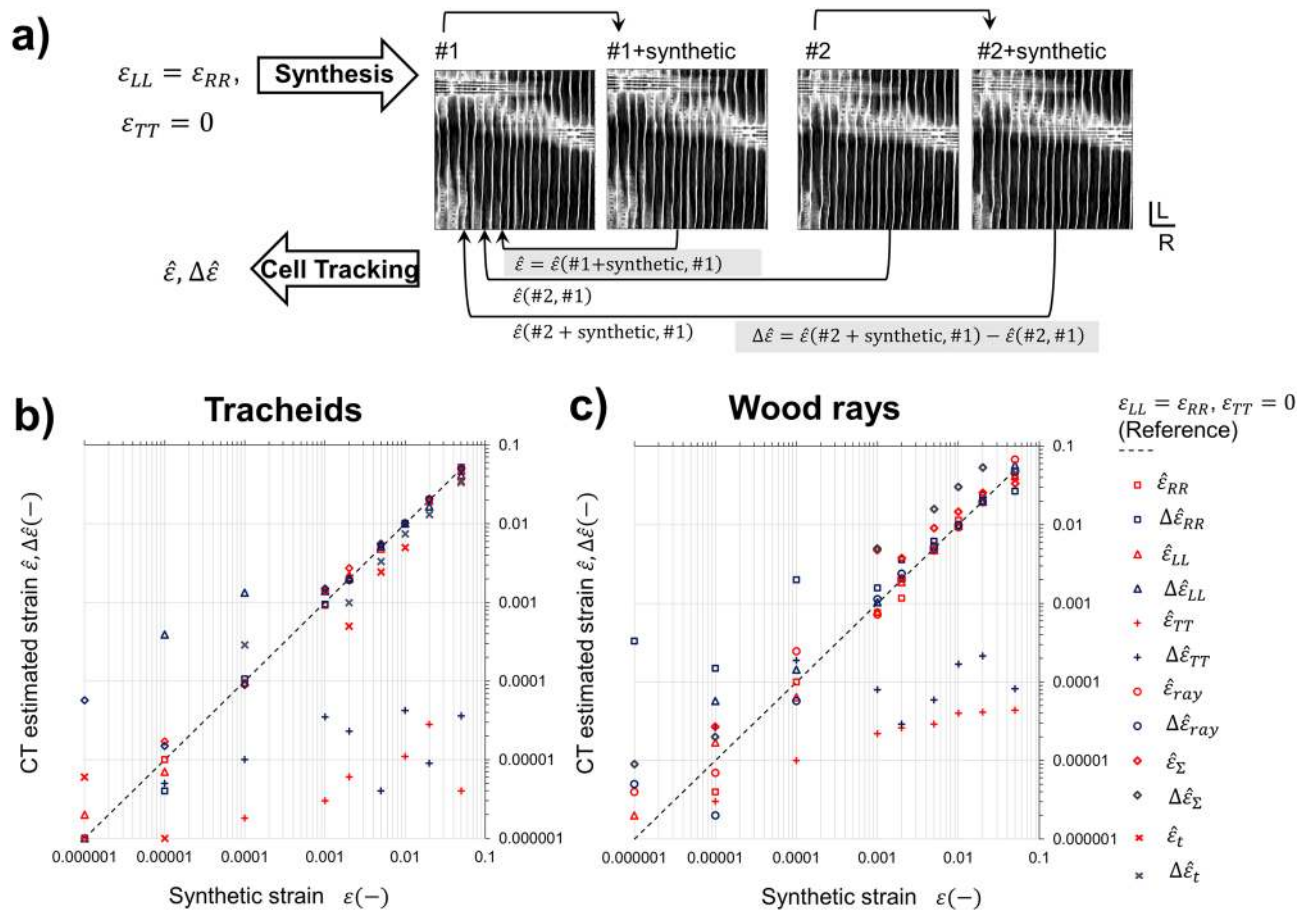 a)
#1
#1+synthetic
#2
#2+synthetic
ε_LL = ε_RR,
ε_TT = 0
Synthesis
L
R
ε̂, Δε̂
Cell Tracking
ε̂ = ε̂(#1+synthetic, #1)
ε̂(#2, #1)
ε̂(#2 + synthetic, #1)
Δε̂ = ε̂(#2 + synthetic, #1) − ε̂(#2, #1)
b)
Tracheids
CT estimated strain ε̂, Δε̂(−)
0.1
0.01
0.001
0.0001
0.00001
0.000001
0.000001 0.00001 0.0001 0.001 0.01 0.1
Synthetic strain ε(−)
c)
Wood rays
CT estimated strain ε̂, Δε̂(−)
0.1
0.01
0.001
0.0001
0.00001
0.000001
0.000001 0.00001 0.0001 0.001 0.01 0.1
Synthetic strain ε(−)
ε_LL = ε_RR, ε_TT = 0
(Reference)
ε̂_RR
Δε̂_RR
ε̂_LL
Δε̂_LL
ε̂_TT
Δε̂_TT
ε̂_ray
Δε̂_ray
ε̂_Σ
Δε̂_Σ
ε̂_t
Δε̂_t